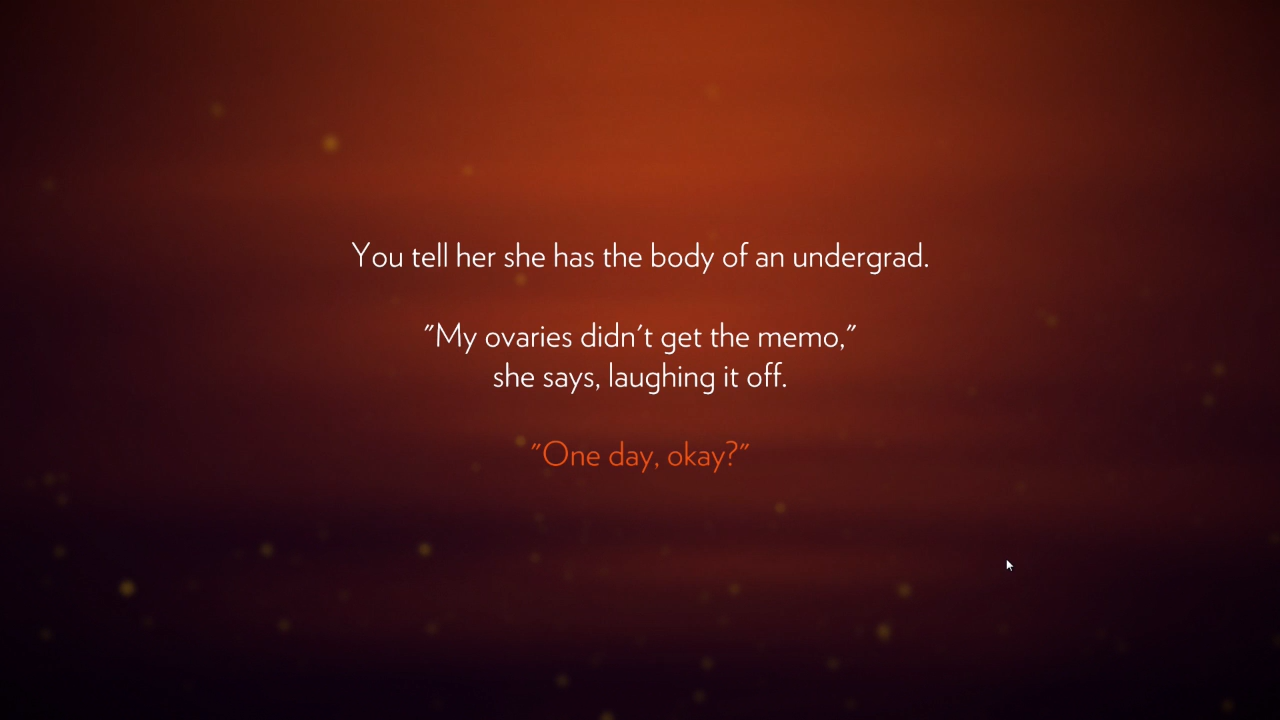 You tell her she has the body of an undergrad.
"My ovaries didn't get the memo,"
she says, laughing it off.
"One day, okay?"